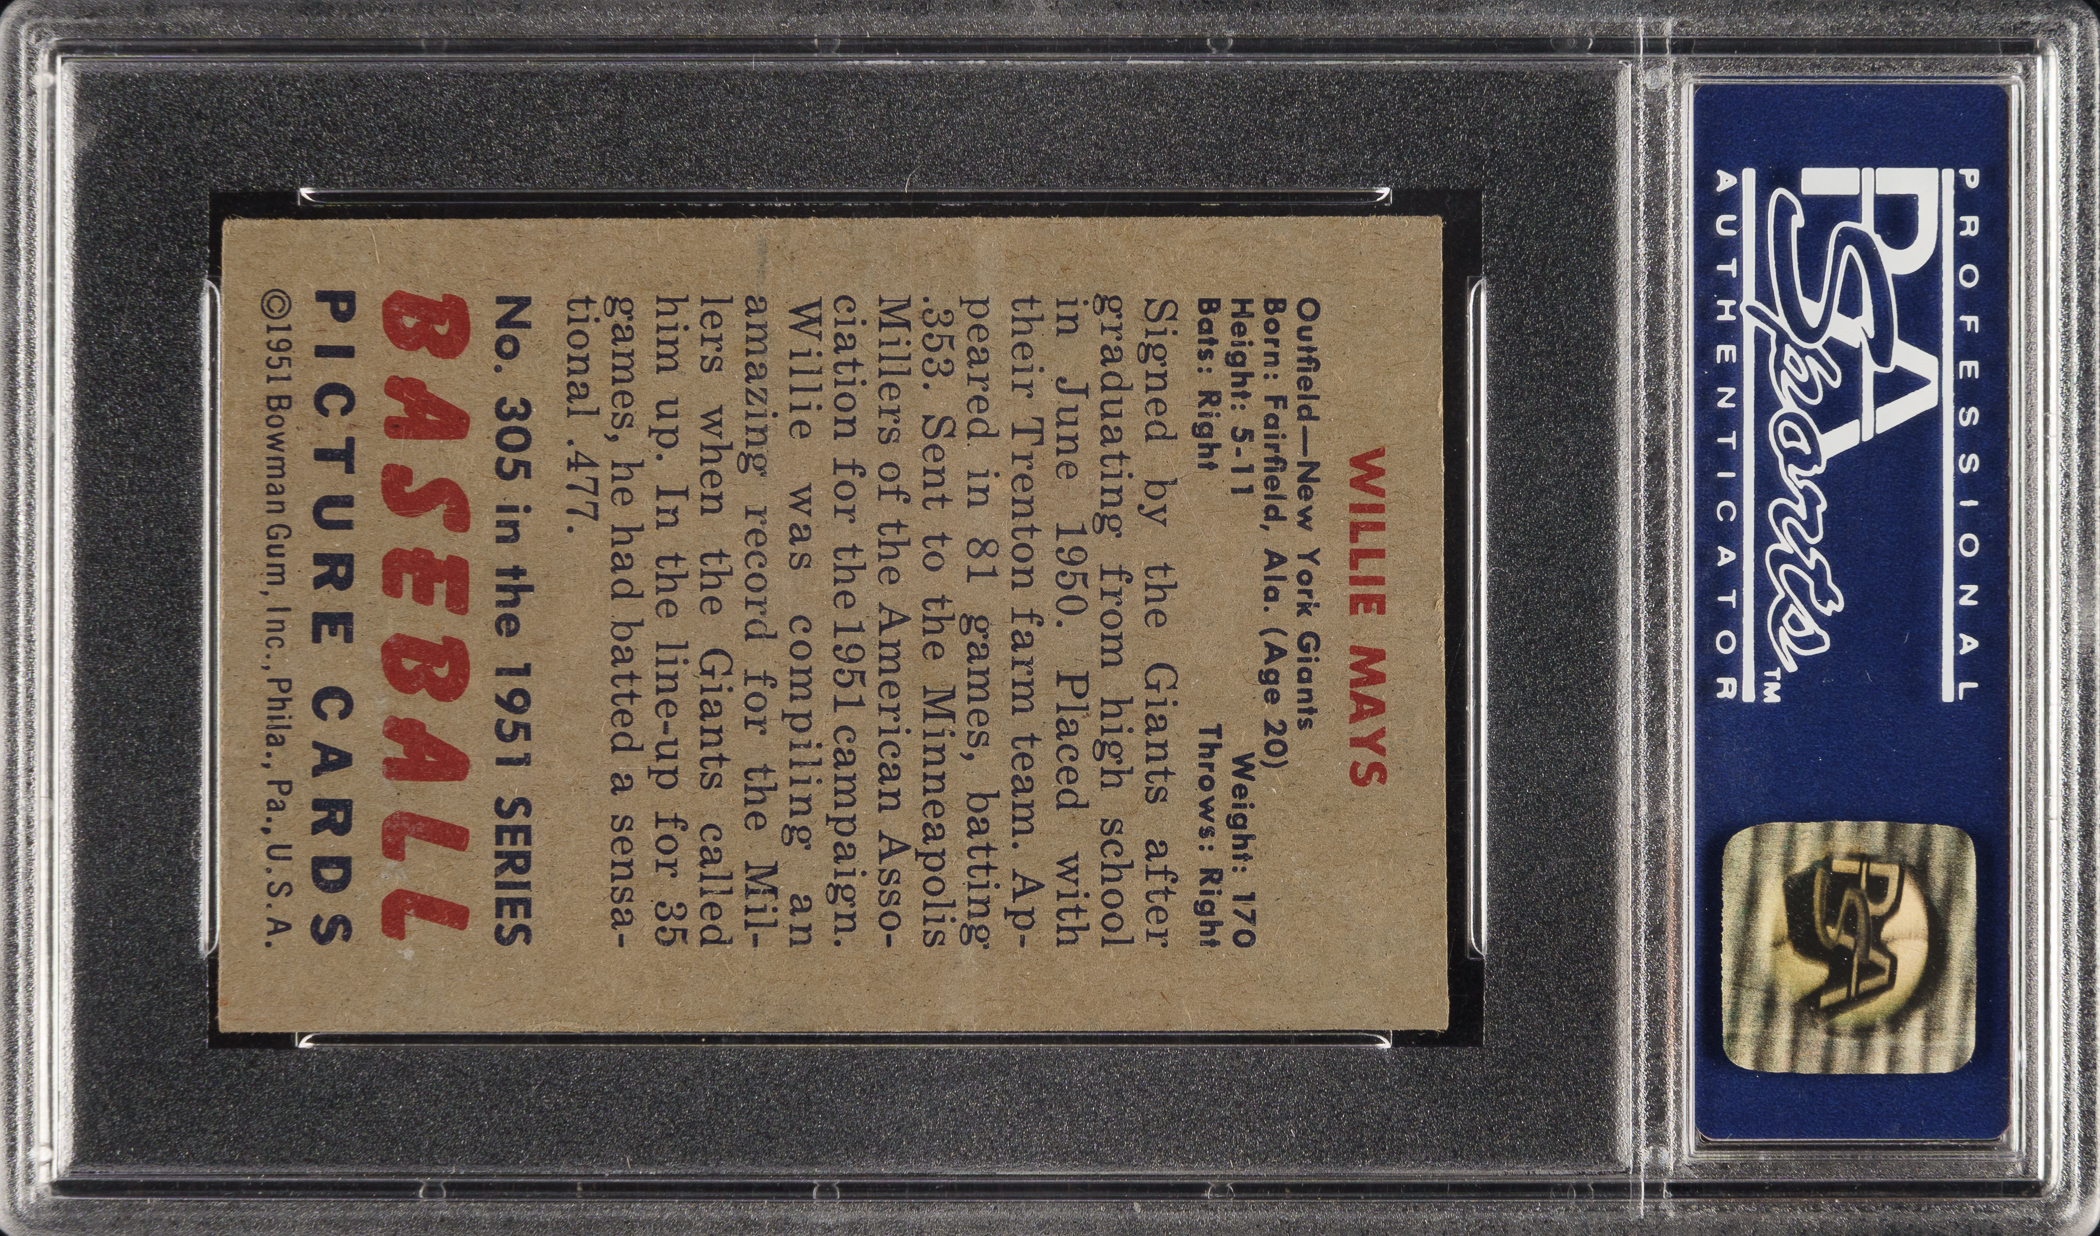 PROFESSIONAL
PSA
Sports™
AUTHENTICATOR
PSA
WILLIE MAYS
Outfield—New York Giants
Born: Fairfield, Ala. (Age 20)
Height: 5-11 Weight: 170
Bats: Right Throws: Right
Signed by the Giants after
graduating from high school
in June 1950. Placed with
their Trenton farm team. Ap-
peared in 81 games, batting
.353. Sent to the Minneapolis
Millers of the American Asso-
ciation for the 1951 campaign.
Willie was compiling an
amazing record for the Mil-
lers when the Giants called
him up. In the line-up for 35
games, he had batted a sensa-
tional .477.
No. 305 in the 1951 SERIES
BASEBALL
PICTURE CARDS
©1951 Bowman Gum, Inc., Phila., Pa., U.S.A.